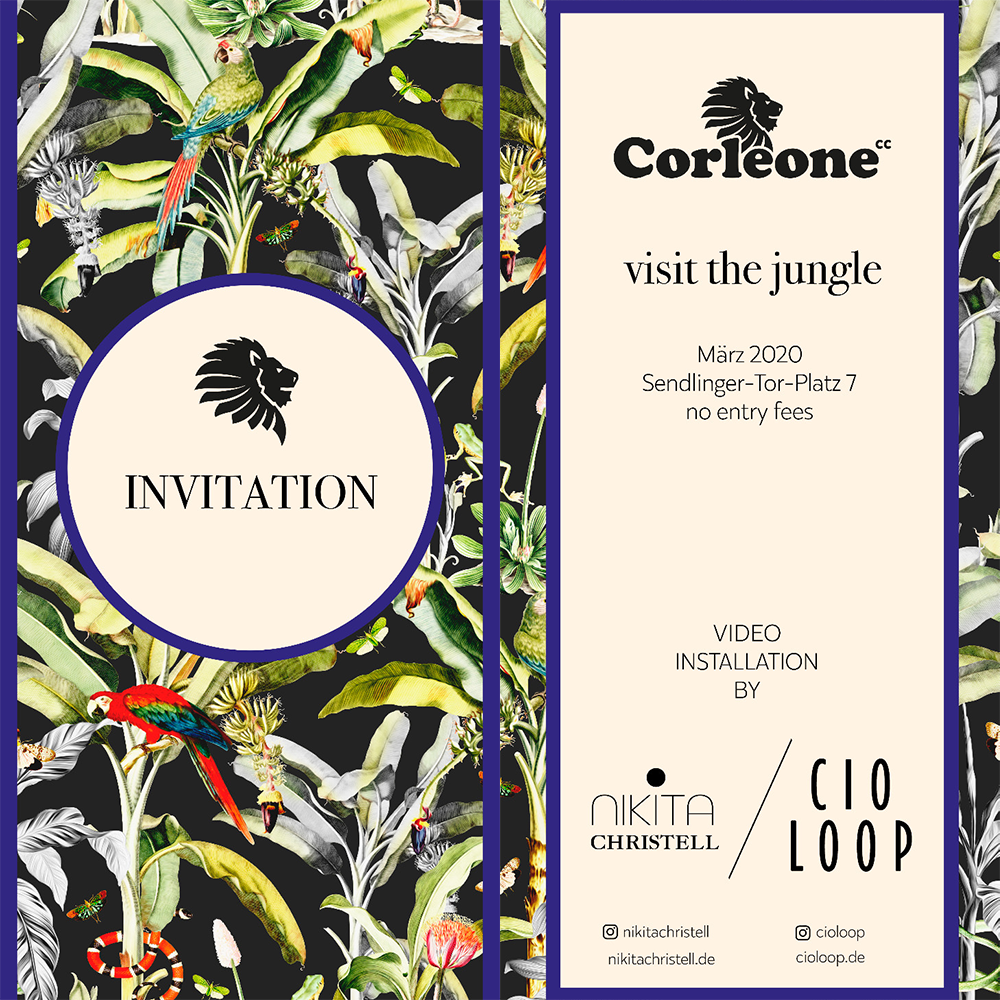 INVITATION
Corleone cc
visit the jungle
März 2020
Sendlinger-Tor-Platz 7
no entry fees
VIDEO
INSTALLATION
BY
NIKITA
CHRISTELL
CIO
LOOP
nikitachristell
nikitachristell.de
cioloop
cioloop.de